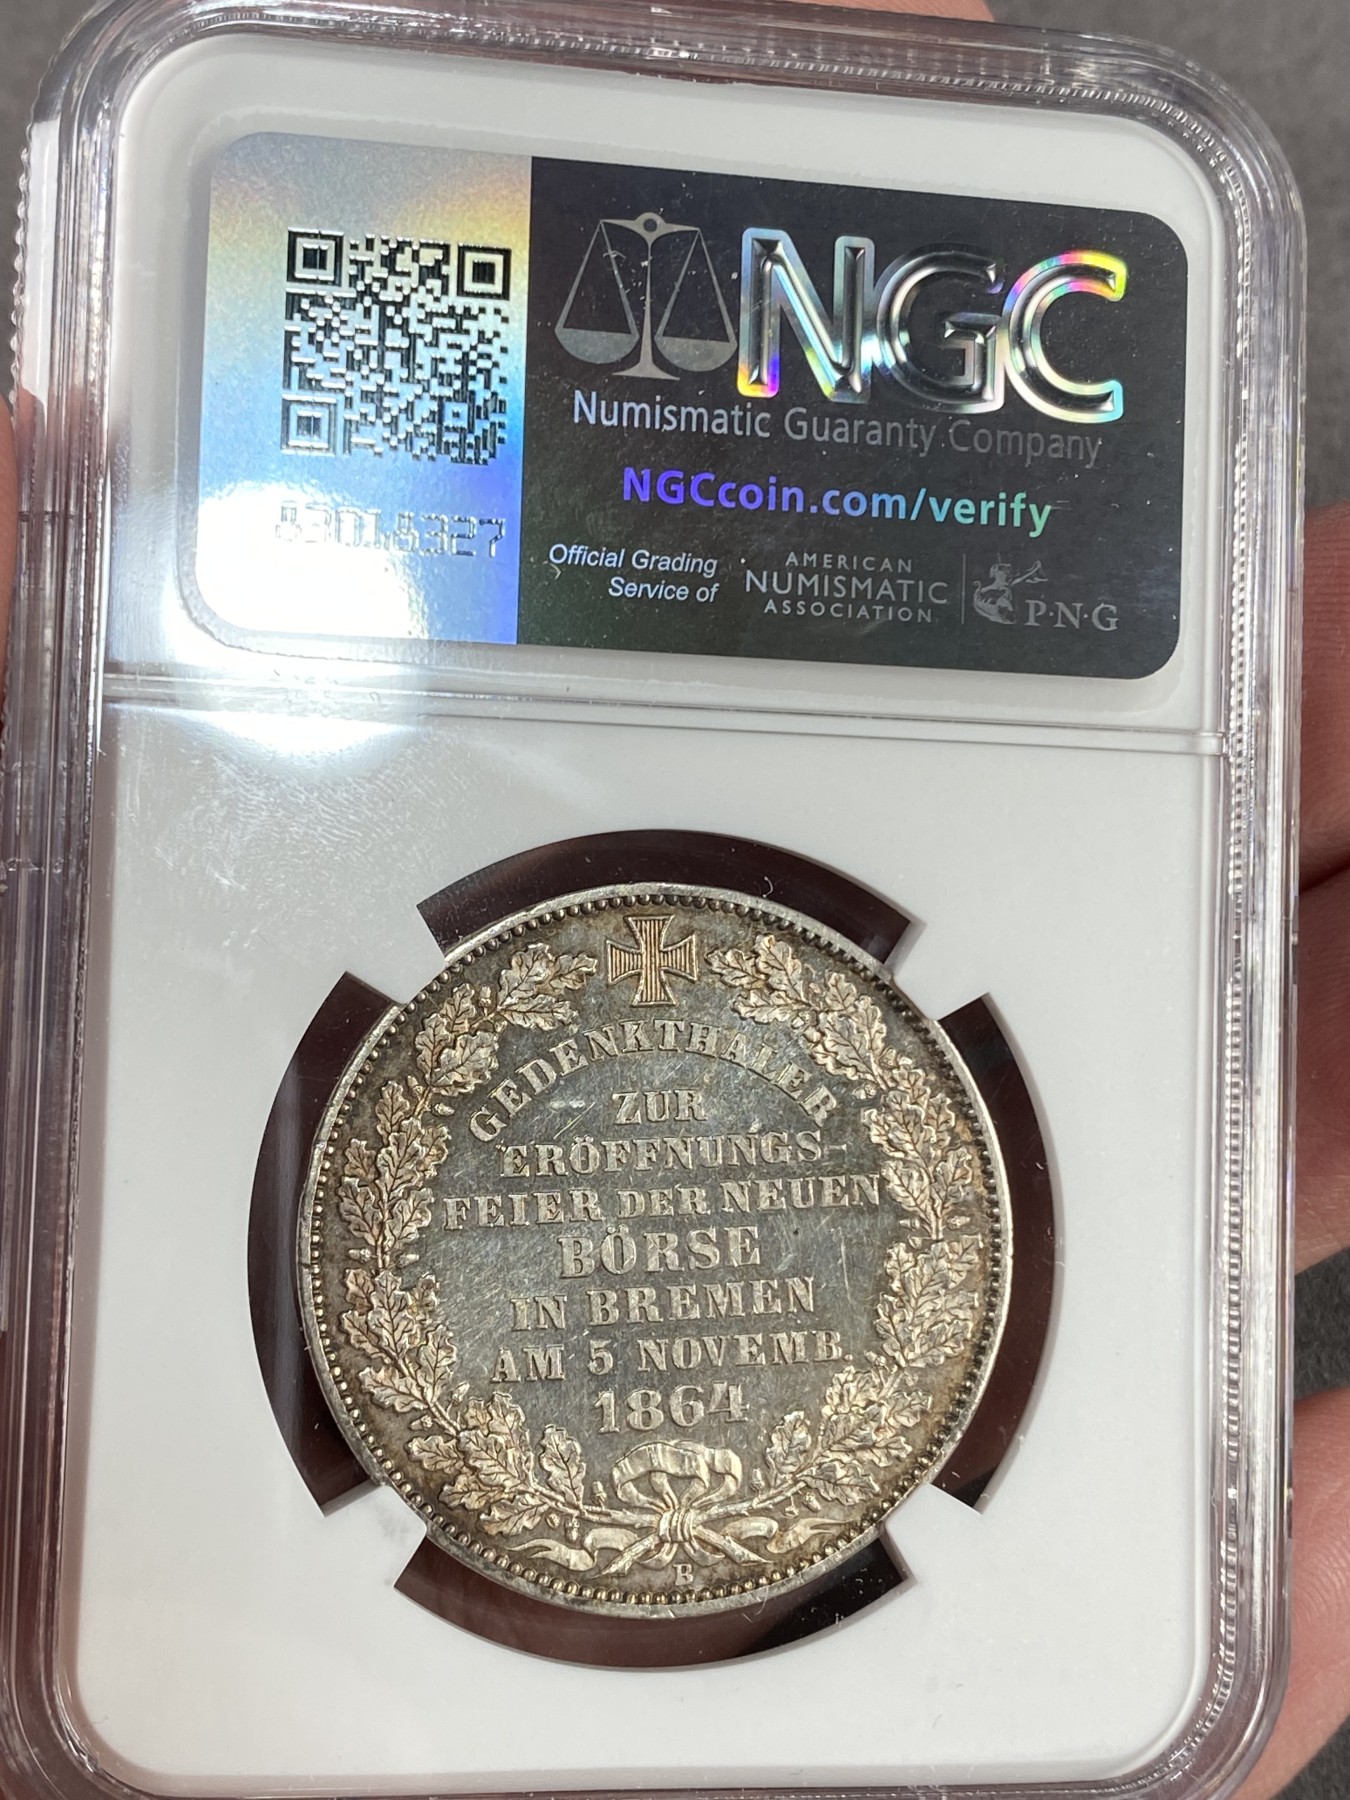 NGC
Numismatic Guaranty Company
NGCcoin.com/verify
Official Grading
Service of
AMERICAN
NUMISMATIC
ASSOCIATION
P·N·G
GEDENKTHALER
ZUR
ERÖFFNUNGS-
FEIER DER NEUEN
BÖRSE
IN BREMEN
AM 5 NOVEMB.
1864
B